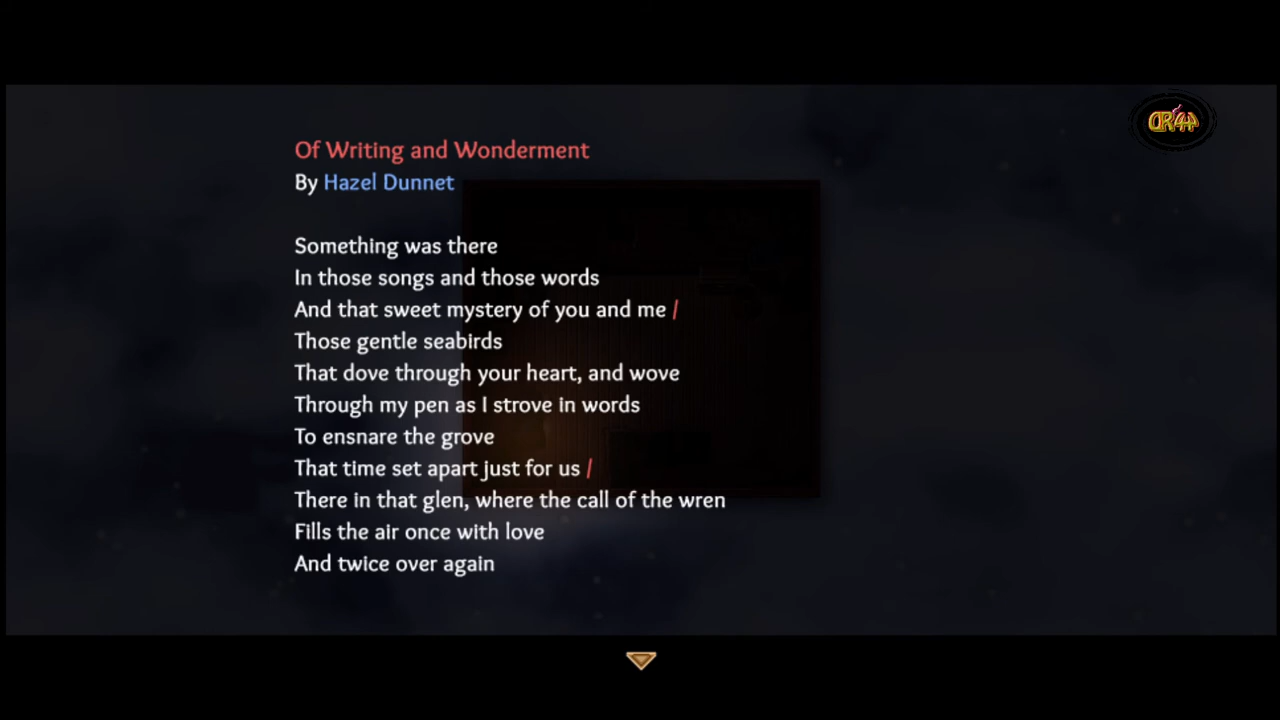 Of Writing and Wonderment
By Hazel Dunnet
Something was there
In those songs and those words
And that sweet mystery of you and me /
Those gentle seabirds
That dove through your heart, and wove
Through my pen as I strove in words
To ensnare the grove
That time set apart just for us /
There in that glen, where the call of the wren
Fills the air once with love
And twice over again